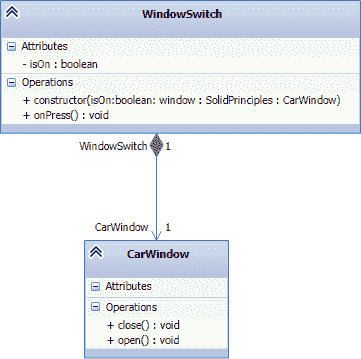 WindowSwitch
Attributes
- isOn : boolean
Operations
+ constructor(isOn:boolean: window : SolidPrinciples : CarWindow)
+ onPress() : void
WindowSwitch 1
CarWindow 1
CarWindow
Attributes
Operations
+ close() : void
+ open() : void